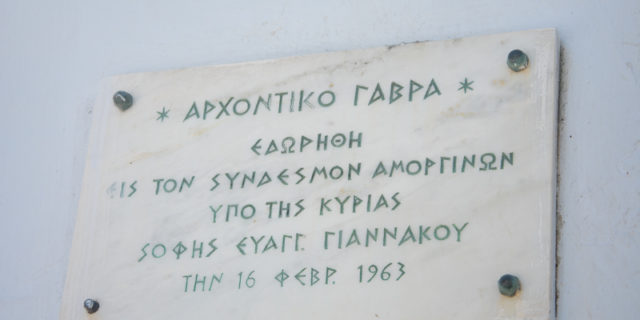 * ΑΡΧΟΝΤΙΚΟ ΓΑΒΡΑ *
ΕΔΩΡΗΘΗ
ΕΙΣ ΤΟΝ ΣΥΝΔΕΣΜΟΝ ΑΜΟΡΓΙΝΩΝ
ΥΠΟ ΤΗΣ ΚΥΡΙΑΣ
ΣΟΦΗΣ ΕΥΑΓΓ. ΓΙΑΝΝΑΚΟΥ
ΤΗΝ 16 ΦΕΒΡ. 1963